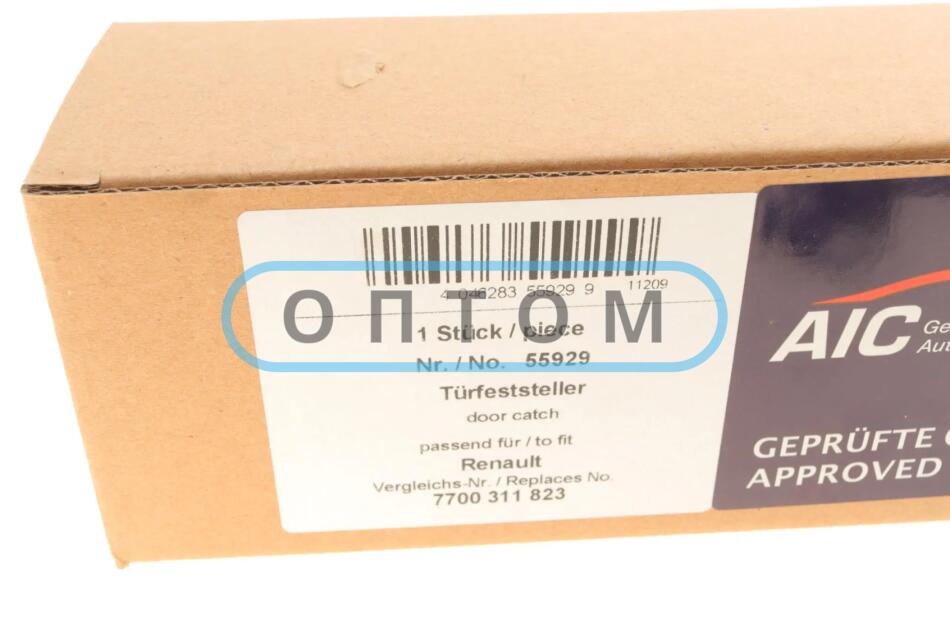 4 046283 55929 9 11209
ОПТОМ
1 Stück / piece
Nr. / No. 55929
Türfeststeller
door catch
passend für / to fit
Renault
Vergleichs-Nr. / Replaces No.
7700 311 823
AIC
GEPRÜFTE
APPROVED